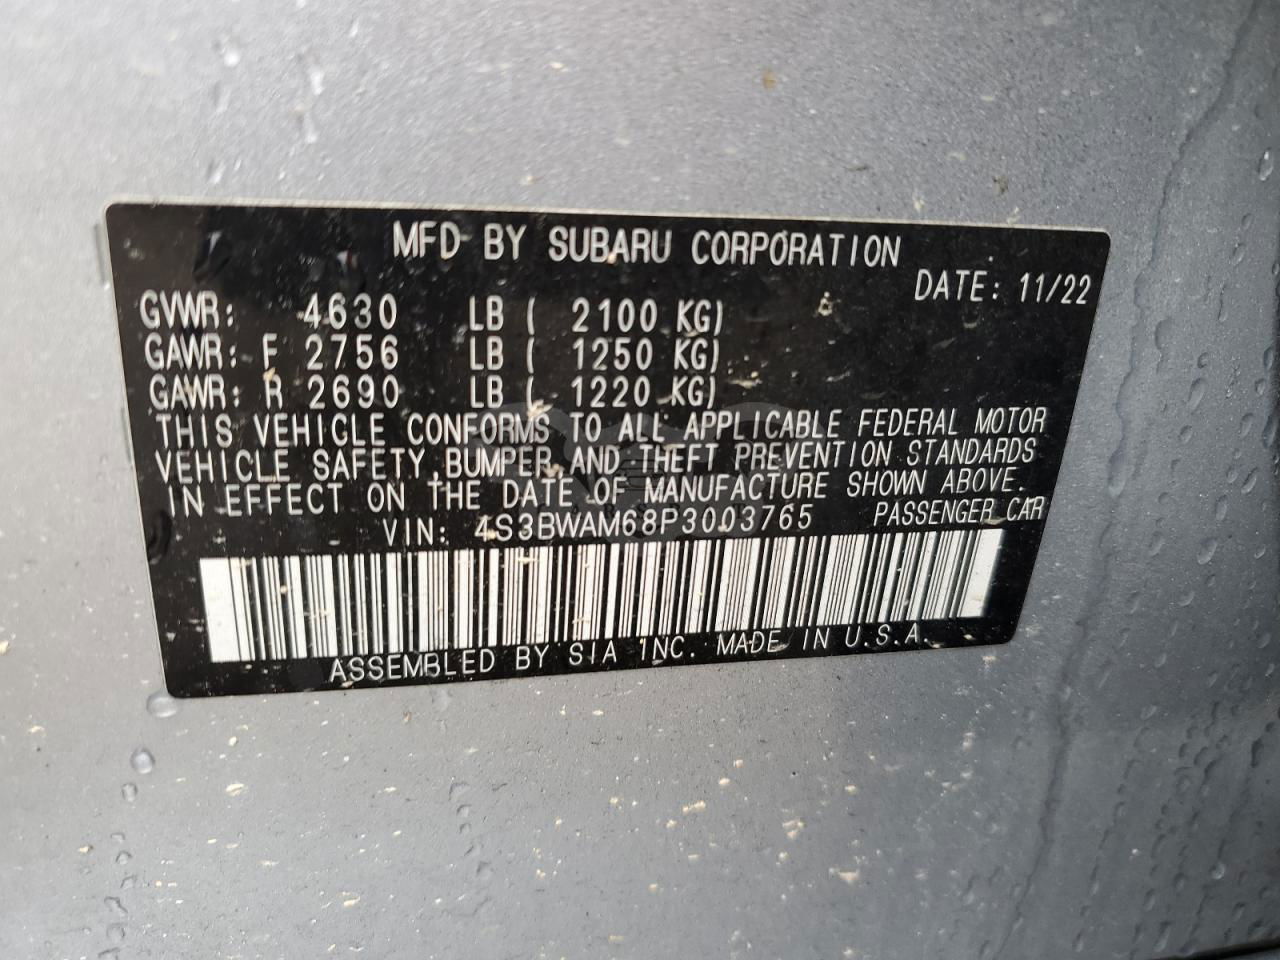 MFD BY SUBARU CORPORATION
DATE: 11/22
GVWR: 4630 LB ( 2100 KG)
GAWR: F 2756 LB ( 1250 KG)
GAWR: R 2690 LB ( 1220 KG)
THIS VEHICLE CONFORMS TO ALL APPLICABLE FEDERAL MOTOR
VEHICLE SAFETY, BUMPER, AND THEFT PREVENTION STANDARDS
IN EFFECT ON THE DATE OF MANUFACTURE SHOWN ABOVE.
VIN: 4S3BWAM68P3003765 PASSENGER CAR
ASSEMBLED BY SIA INC. MADE IN U.S.A.